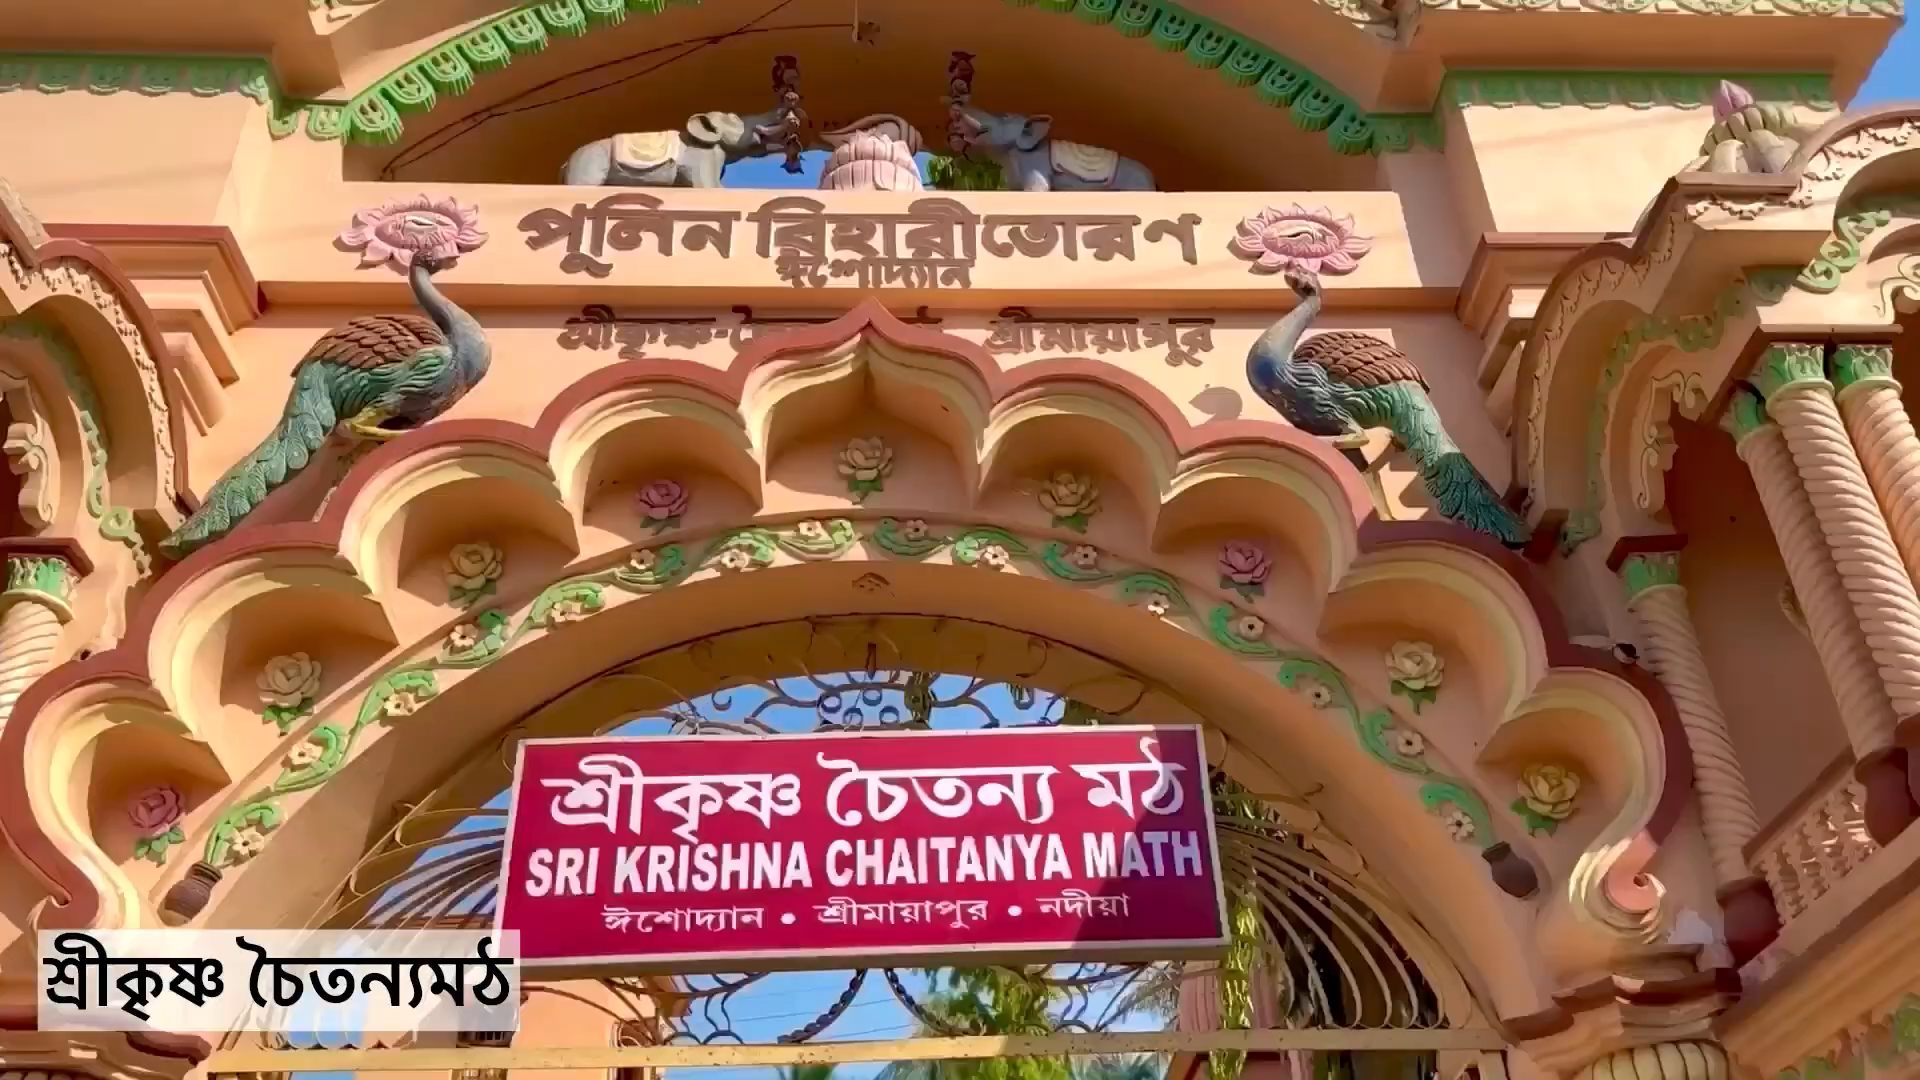 পুলিন বিহারী তোরণ
ঈশোদ্যান
শ্রীকৃষ্ণ- শ্রীমায়াপুর
শ্রীকৃষ্ণ চৈতন্য মঠ
SRI KRISHNA CHAITANYA MATH
ঈশোদ্যান • শ্রীমায়াপুর • নদীয়া
শ্রীকৃষ্ণ চৈতন্যমঠ